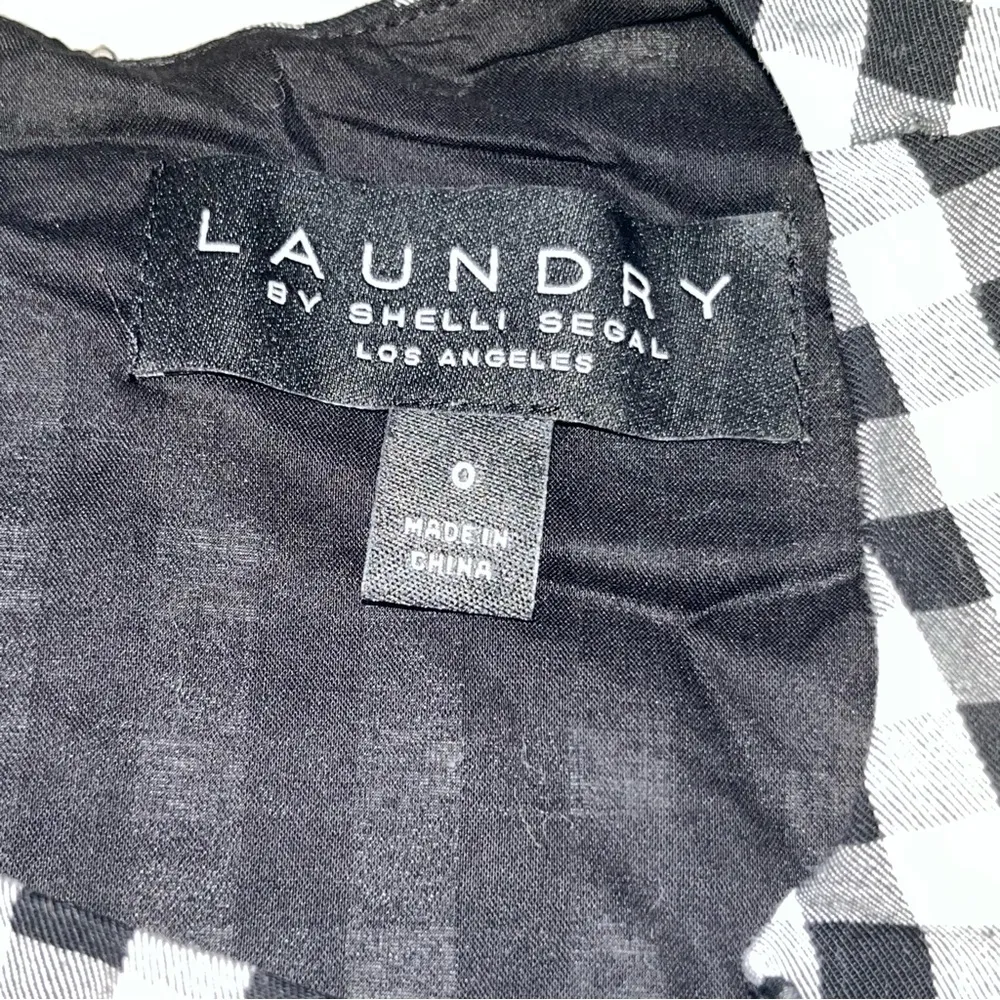 LAUNDRY
BY SHELLI SEGAL
LOS ANGELES
0
MADE IN
CHINA